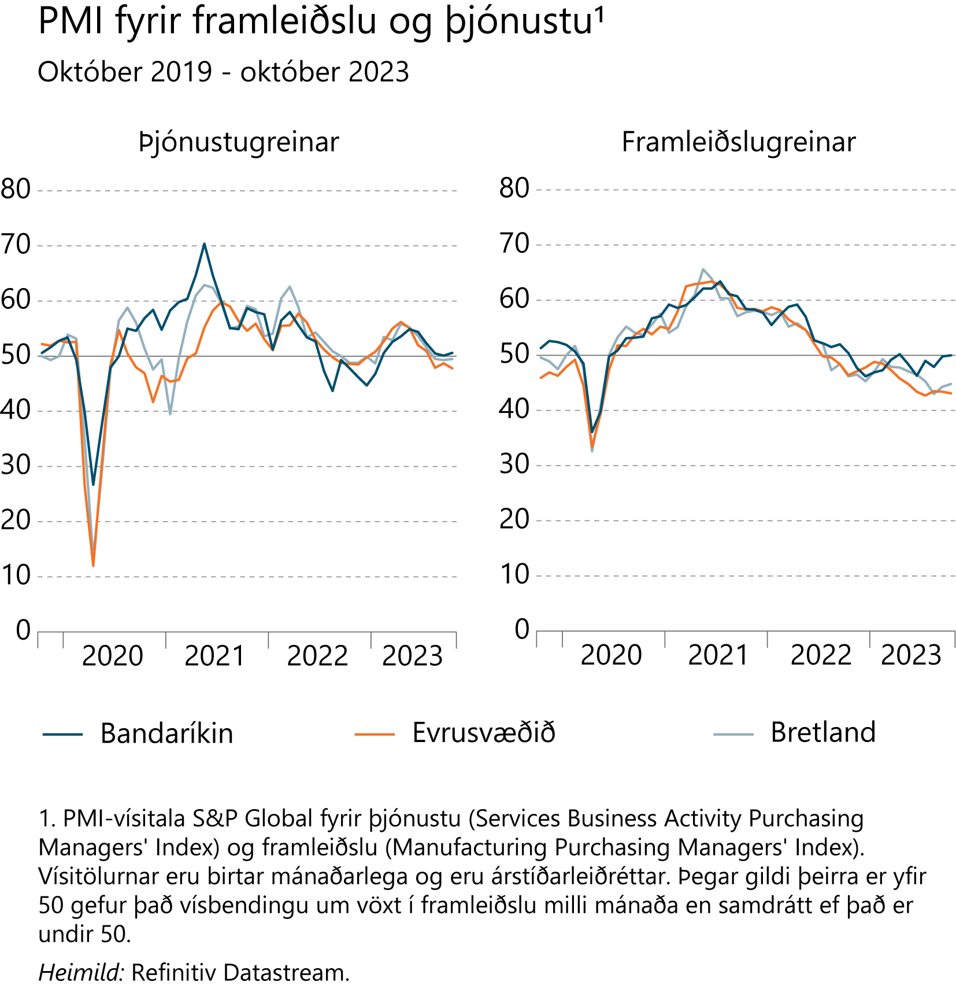 PMI fyrir framleiðslu og þjónustu¹
Október 2019 - október 2023
Þjónustugreinar
80
70
60
50
40
30
20
10
0
2020 2021 2022 2023
Framleiðslugreinar
80
70
60
50
40
30
20
10
0
2020 2021 2022 2023
Bandaríkin Evrusvæðið Bretland
1. PMI-vísitala S&P Global fyrir þjónustu (Services Business Activity Purchasing
Managers' Index) og framleiðslu (Manufacturing Purchasing Managers' Index).
Vísitölurnar eru birtar mánaðarlega og eru árstíðarleiðréttar. Þegar gildi þeirra er yfir
50 gefur það vísbendingu um vöxt í framleiðslu milli mánaða en samdrátt ef það er
undir 50.
Heimild: Refinitiv Datastream.